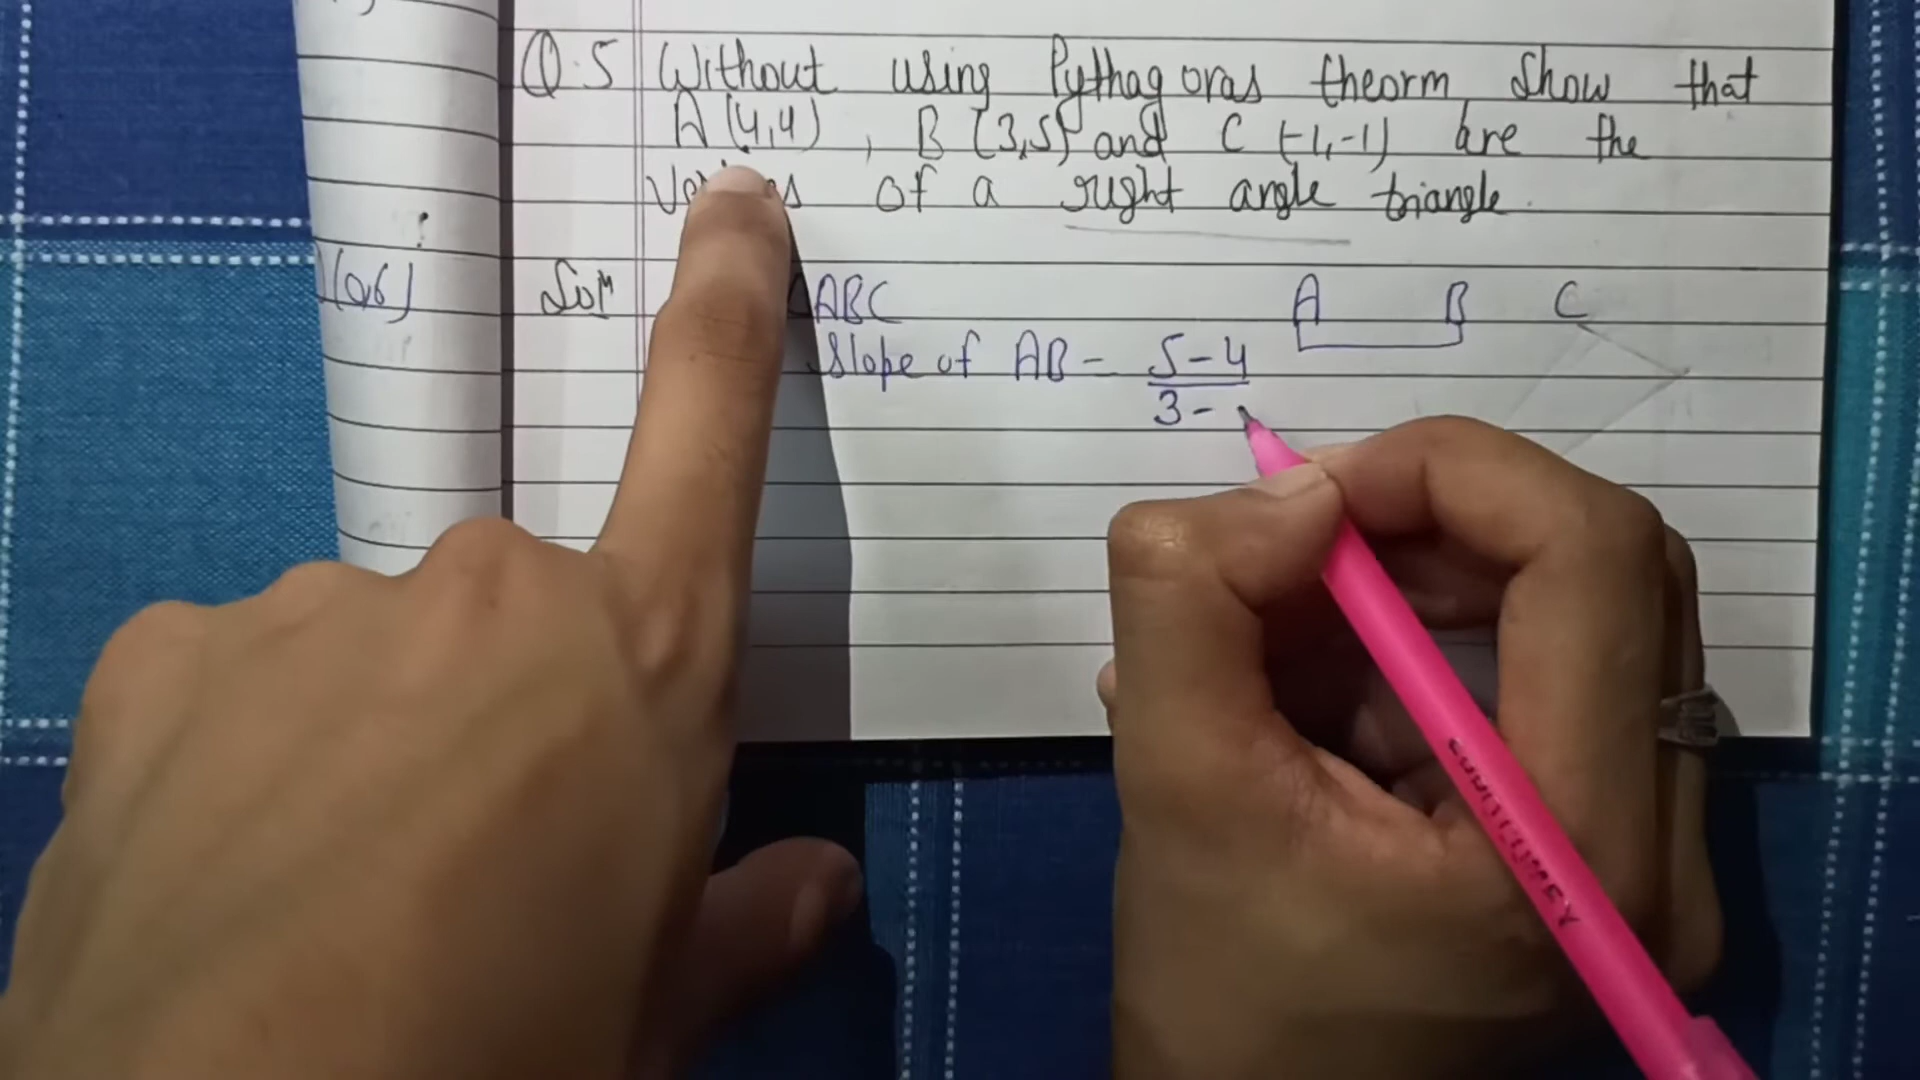 Q.5 Without using Pythagoras theorm, Show that
A (4,4) , B (3,5) and C (-1,-1) are the
of a right angle triangle.
(0,6)
Soln ABC A B C
Slope of AB = 5-4
3-